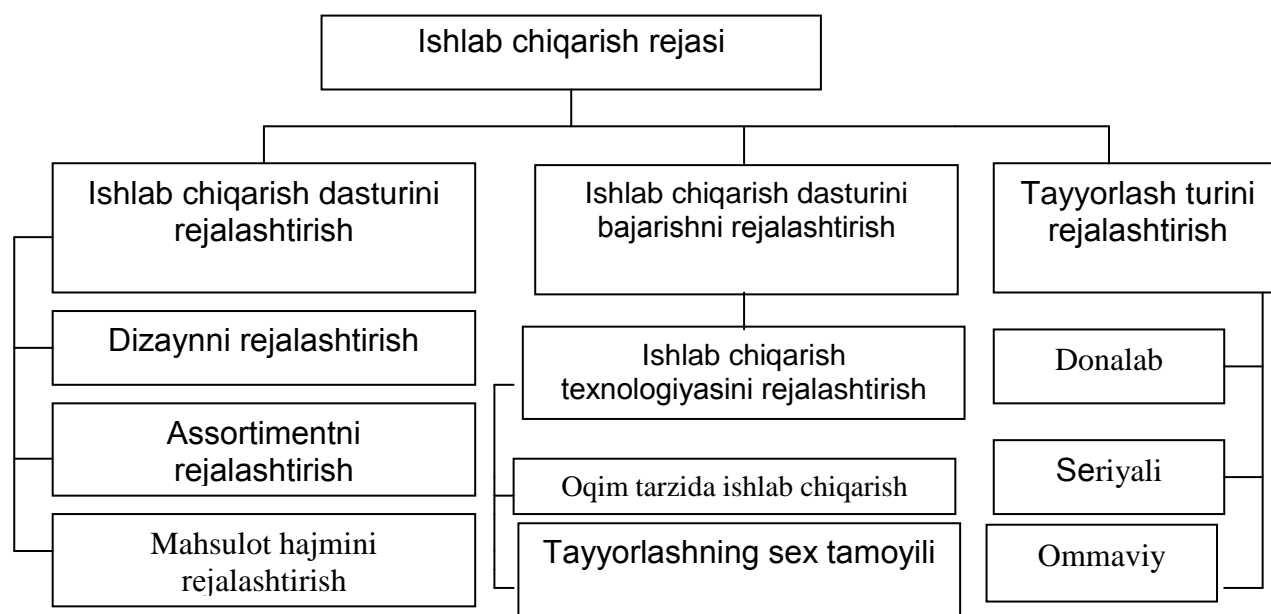 Ishlab chiqarish rejasi
Ishlab chiqarish dasturini
rejalashtirish
Ishlab chiqarish dasturini
bajarishni rejalashtirish
Tayyorlash turini
rejalashtirish
Dizaynni rejalashtirish
Assortimentni
rejalashtirish
Mahsulot hajmini
rejalashtirish
Ishlab chiqarish
texnologiyasini rejalashtirish
Oqim tarzida ishlab chiqarish
Tayyorlashning sex tamoyili
Donalab
Seriyali
Ommaviy